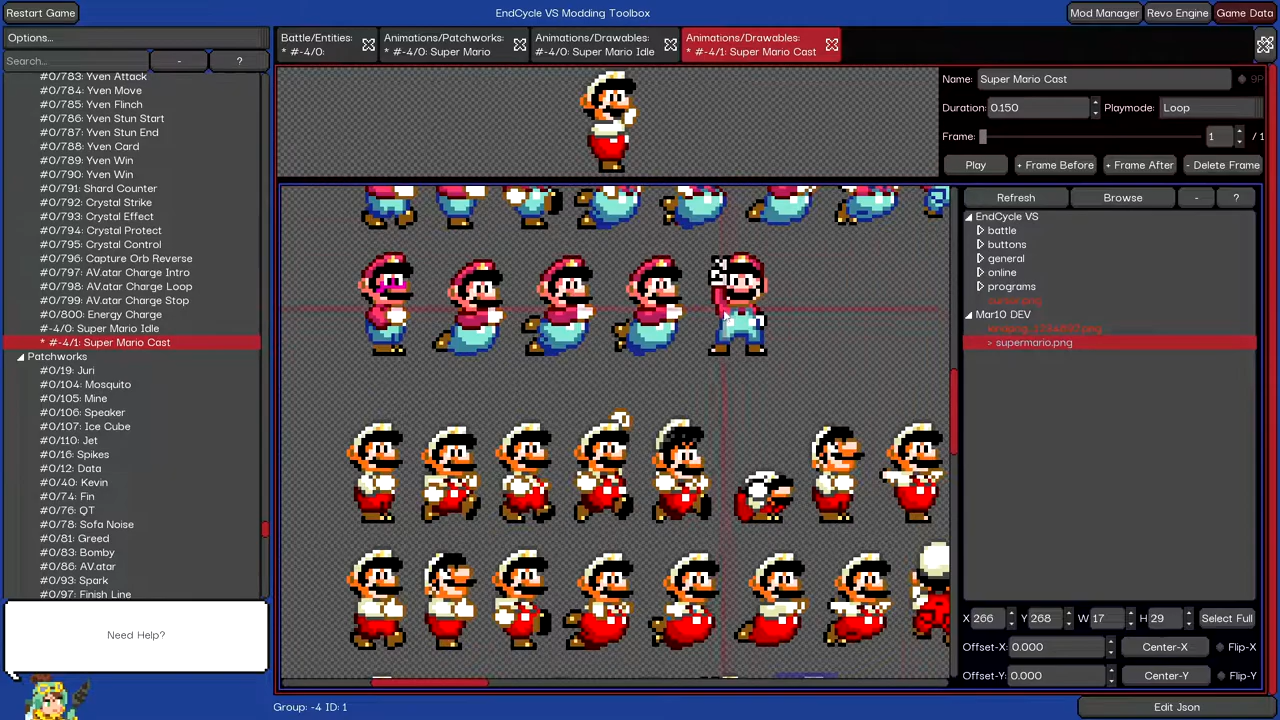 Restart Game
EndCycle VS Modding Toolbox
Mod Manager
Revo Engine
Game Data
Options...
Search...
-
?
Battle/Entities:
* #-4/0:
Animations/Patchworks:
* #-4/0: Super Mario
Animations/Drawables:
#-4/0: Super Mario Idle
Animations/Drawables:
* #-4/1: Super Mario Cast
#0/783: Yven Attack
#0/784: Yven Move
#0/785: Yven Flinch
#0/786: Yven Stun Start
#0/787: Yven Stun End
#0/788: Yven Card
#0/789: Yven Win
#0/790: Yven Win
#0/791: Shard Counter
#0/792: Crystal Strike
#0/793: Crystal Effect
#0/794: Crystal Protect
#0/795: Crystal Control
#0/796: Capture Orb Reverse
#0/797: AV.atar Charge Intro
#0/798: AV.atar Charge Loop
#0/799: AV.atar Charge Stop
#0/800: Energy Charge
#-4/0: Super Mario Idle
* #-4/1: Super Mario Cast
Patchworks
#0/19: Juri
#0/104: Mosquito
#0/105: Mine
#0/106: Speaker
#0/107: Ice Cube
#0/110: Jet
#0/16: Spikes
#0/12: Data
#0/40: Kevin
#0/74: Fin
#0/76: QT
#0/78: Sofa Noise
#0/81: Greed
#0/83: Bomby
#0/86: AV.atar
#0/93: Spark
#0/97: Finish Line
Need Help?
Name:
Super Mario Cast
9P
Duration:
0.150
Playmode:
Loop
Frame:
1
/ 1
Play
+ Frame Before
+ Frame After
- Delete Frame
Refresh
Browse
-
?
EndCycle VS
battle
buttons
general
online
programs
Mar10 DEV
> supermario.png
X 266
Y 268
W 17
H 29
Select Full
Offset-X:
0.000
Center-X
Flip-X
Offset-Y:
0.000
Center-Y
Flip-Y
Group: -4 ID: 1
Edit Json